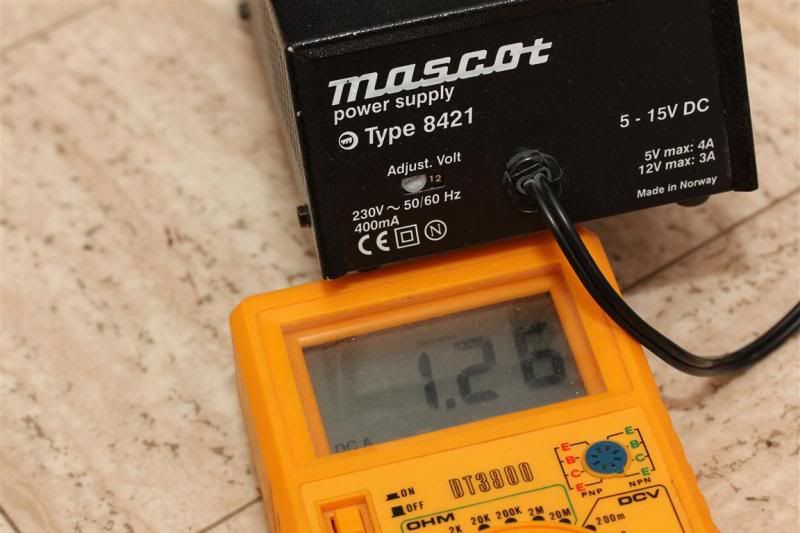 mascot
power supply
Type 8421
5 - 15V DC
Adjust. Volt
12
5V max: 4A
12V max: 3A
230V ~ 50/60 Hz
400mA
Made in Norway
CE N
1.26
DC A
DT3900
ON
OFF
E
B
C
E
E
B
C
E
PNP NPN
OHM
DCV
2K 20K 200K 2M 20M
200m